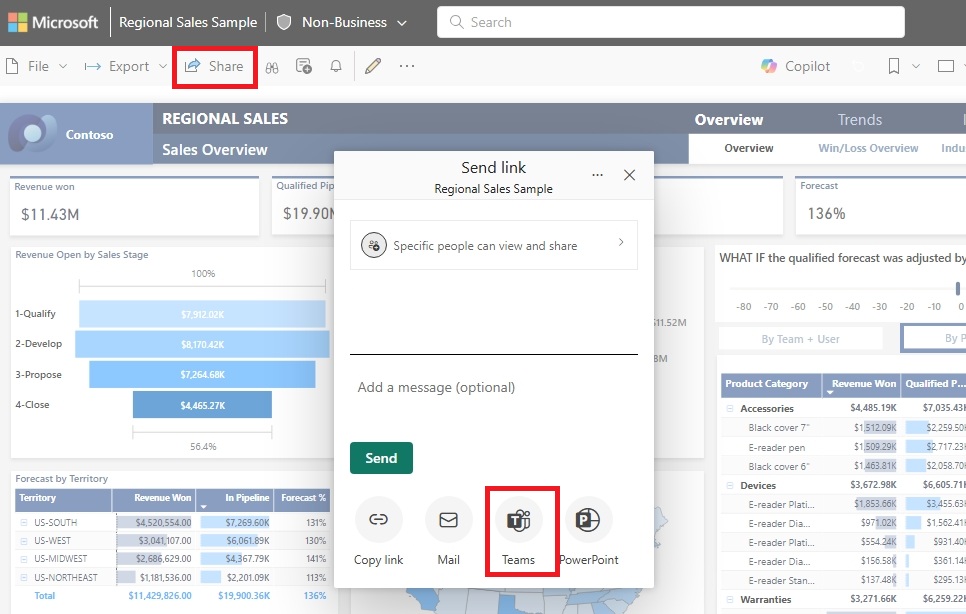 Microsoft Regional Sales Sample Non-Business Search
File Export Share ... Copilot
Contoso
REGIONAL SALES
Overview Trends
Sales Overview
Overview Win/Loss Overview
Send link
...
Regional Sales Sample
Revenue won
$11.43M
Qualified
$19.90M
Forecast
136%
Specific people can view and share
Add a message (optional)
Send
Copy link Mail Teams PowerPoint
Revenue Open by Sales Stage
100%
1-Qualify $7,912.02K
2-Develop $8,170.42K
3-Propose $7,264.68K
4-Close $4,465.27K
56.4%
$11.52M
WHAT IF the qualified forecast was adjusted by
-80 -70 -60 -50 -40 -30 -20 -10 0
By Team + User By P
Product Category Revenue Won Qualified P...
Accessories $4,485.19K $7,035.43K
Black cover 7" $1,512.09K $2,259.50
E-reader pen $1,509.29K $2,717.23
Black cover 6" $1,463.81K $2,058.70
Devices $3,672.98K $6,605.71
E-reader Plati... $1,853.66K $3,455.63
E-reader Dia... $971.02K $1,562.41
E-reader Plati... $554.24K $931.40
E-reader Dia... $156.58K $361.14
E-reader Stan... $137.48K $295.13
Warranties $3,271.66K $6,259.22
Forecast by Territory
Territory Revenue Won In Pipeline Forecast %
US-SOUTH $4,520,554.00 $7,269.60K 131%
US-WEST $3,041,107.00 $6,061.89K 130%
US-MIDWEST $2,686,629.00 $4,367.79K 141%
US-NORTHEAST $1,181,536.00 $2,201.09K 113%
Total $11,429,826.00 $19,900.36K 136%